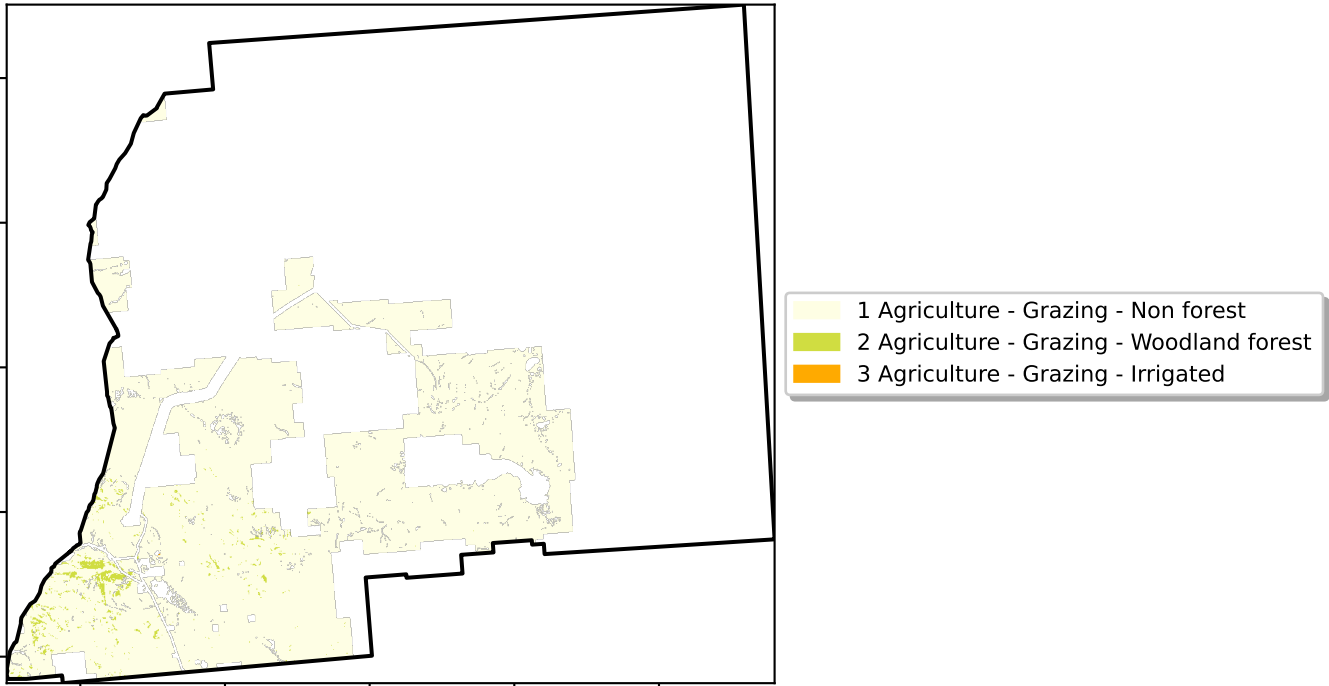 1 Agriculture - Grazing - Non forest
2 Agriculture - Grazing - Woodland forest
3 Agriculture - Grazing - Irrigated